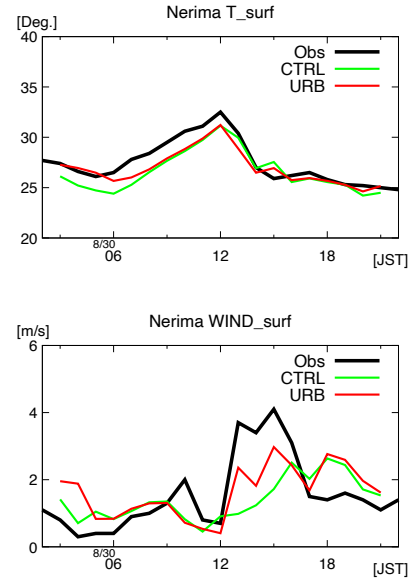 Nerima T_surf
[Deg.]
40
Obs
CTRL
URB
35
30
25
20
8/30
06
12
18
[JST]
Nerima WIND_surf
[m/s]
6
Obs
CTRL
URB
4
2
0
8/30
06
12
18
[JST]